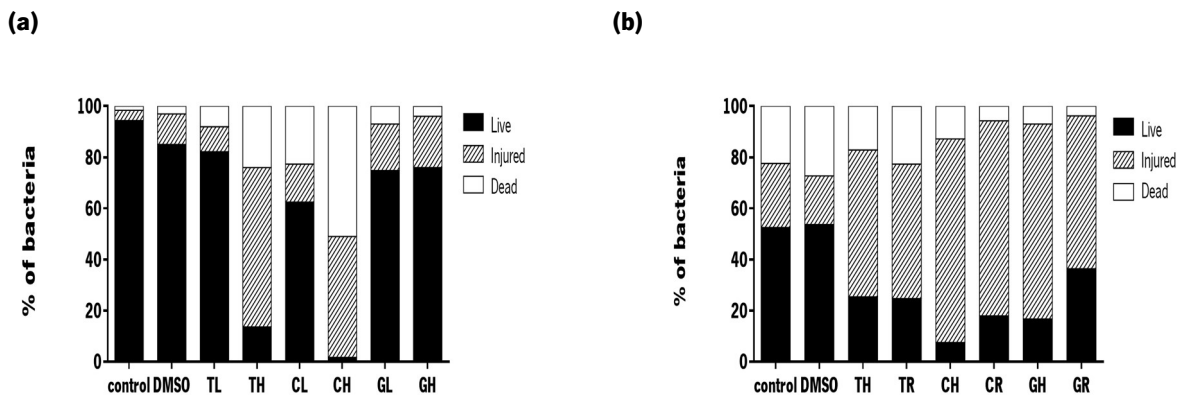 (a)
(b)
% of bacteria
100
80
60
40
20
0
control DMSO TL TH CL CH GL GH
Live
Injured
Dead
% of bacteria
100
80
60
40
20
0
control DMSO TH TR CH CR GH GR
Live
Injured
Dead